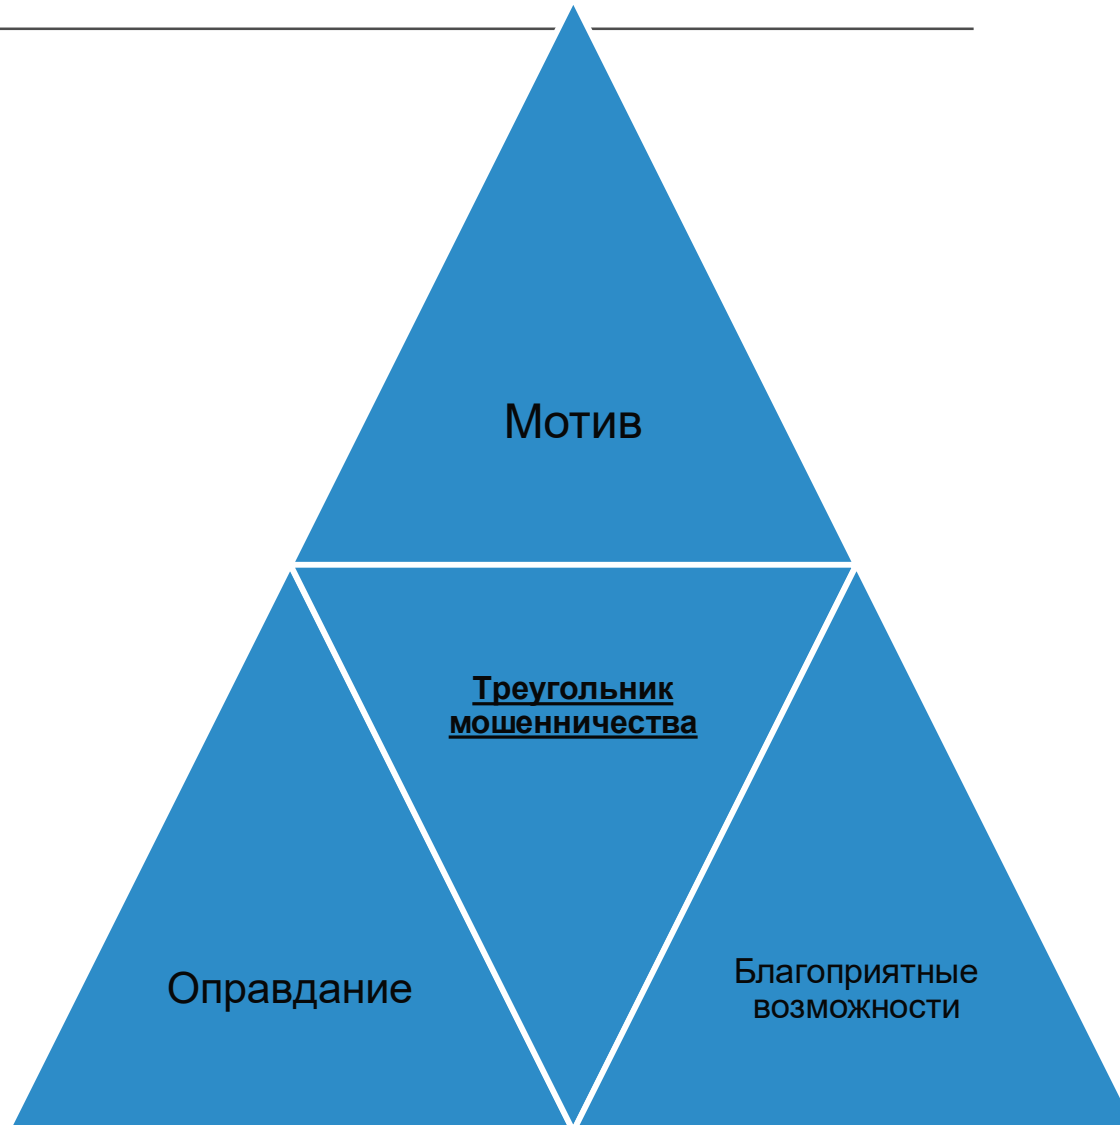 Мотив
Треугольник
мошенничества
Оправдание
Благоприятные
возможности